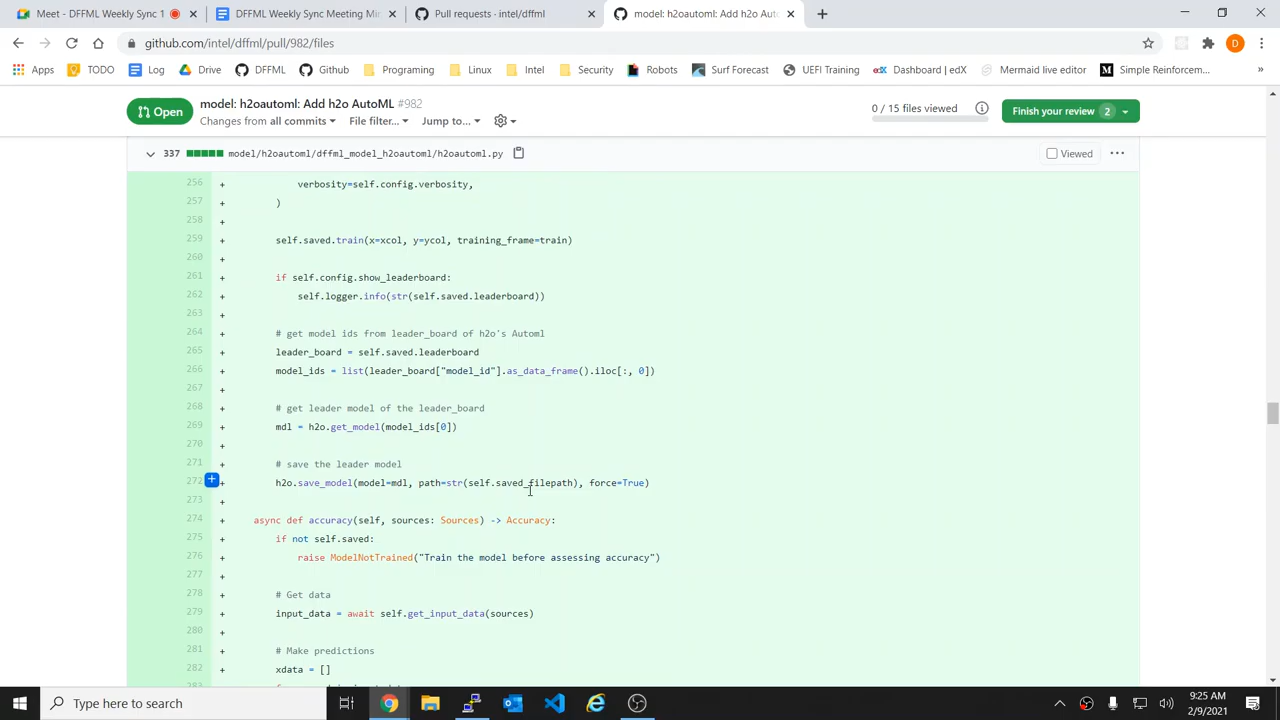 Meet - DFFML Weekly Sync 1
DFFML Weekly Sync Meeting Mi
Pull requests · intel/dffml
model: h2oautoml: Add h2o Aut
github.com/intel/dffml/pull/982/files
D
Apps
TODO
Log
Drive
DFFML
Github
Programing
Linux
Intel
Security
Robots
Surf Forecast
UEFI Training
Dashboard | edX
Mermaid live editor
Simple Reinforcem...
Open
model: h2oautoml: Add h2o AutoML #982
Changes from all commits
File filter...
Jump to...
0 / 15 files viewed
Finish your review 2
337 model/h2oautoml/dffml_model_h2oautoml/h2oautoml.py
Viewed
256 + verbosity=self.config.verbosity,
257 + )
258 +
259 + self.saved.train(x=xcol, y=ycol, training_frame=train)
260 +
261 + if self.config.show_leaderboard:
262 + self.logger.info(str(self.saved.leaderboard))
263 +
264 + # get model ids from leader_board of h2o's Automl
265 + leader_board = self.saved.leaderboard
266 + model_ids = list(leader_board["model_id"].as_data_frame().iloc[:, 0])
267 +
268 + # get leader model of the leader_board
269 + mdl = h2o.get_model(model_ids[0])
270 +
271 + # save the leader model
272 + h2o.save_model(model=mdl, path=str(self.saved_filepath), force=True)
273 +
274 + async def accuracy(self, sources: Sources) -> Accuracy:
275 + if not self.saved:
276 + raise ModelNotTrained("Train the model before assessing accuracy")
277 +
278 + # Get data
279 + input_data = await self.get_input_data(sources)
280 +
281 + # Make predictions
282 + xdata = []
Type here to search
9:25 AM
2/9/2021